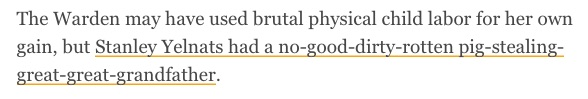 The Warden may have used brutal physical child labor for her own
gain, but Stanley Yelnats had a no-good-dirty-rotten pig-stealing-
great-great-grandfather.